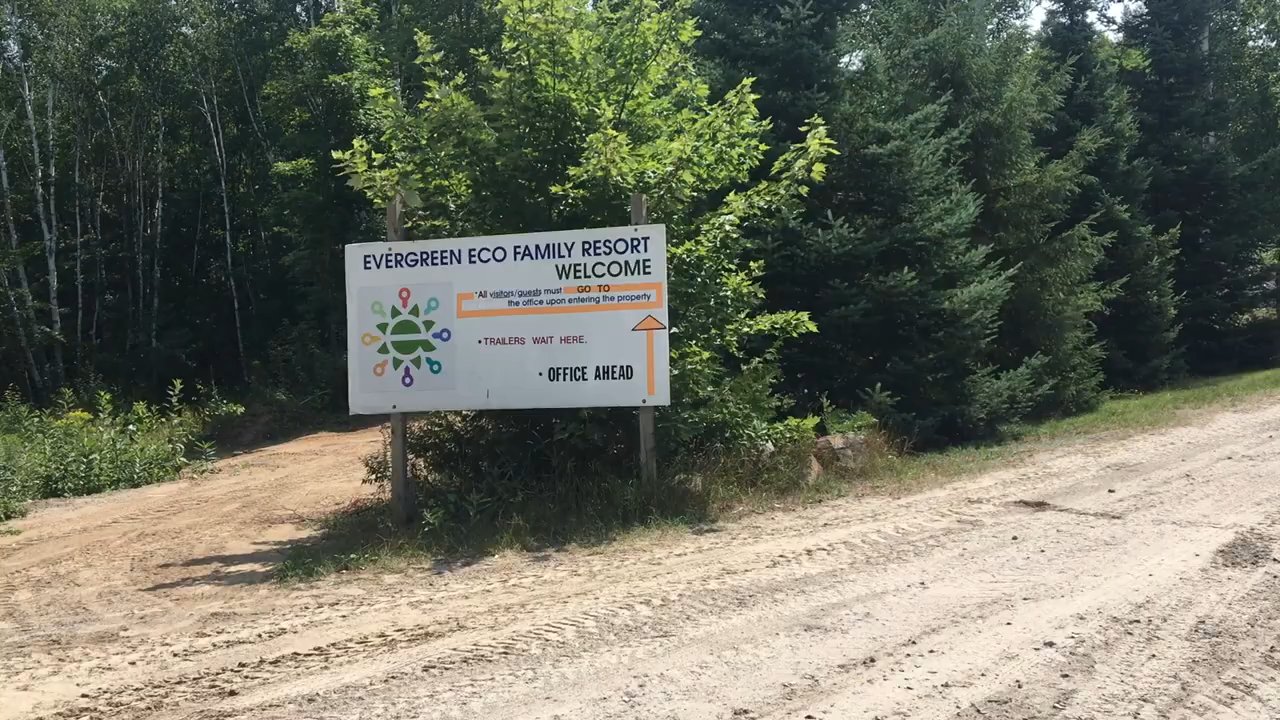 EVERGREEN ECO FAMILY RESORT
WELCOME
*All visitors/guests must GO TO
the office upon entering the property
• TRAILERS WAIT HERE.
• OFFICE AHEAD